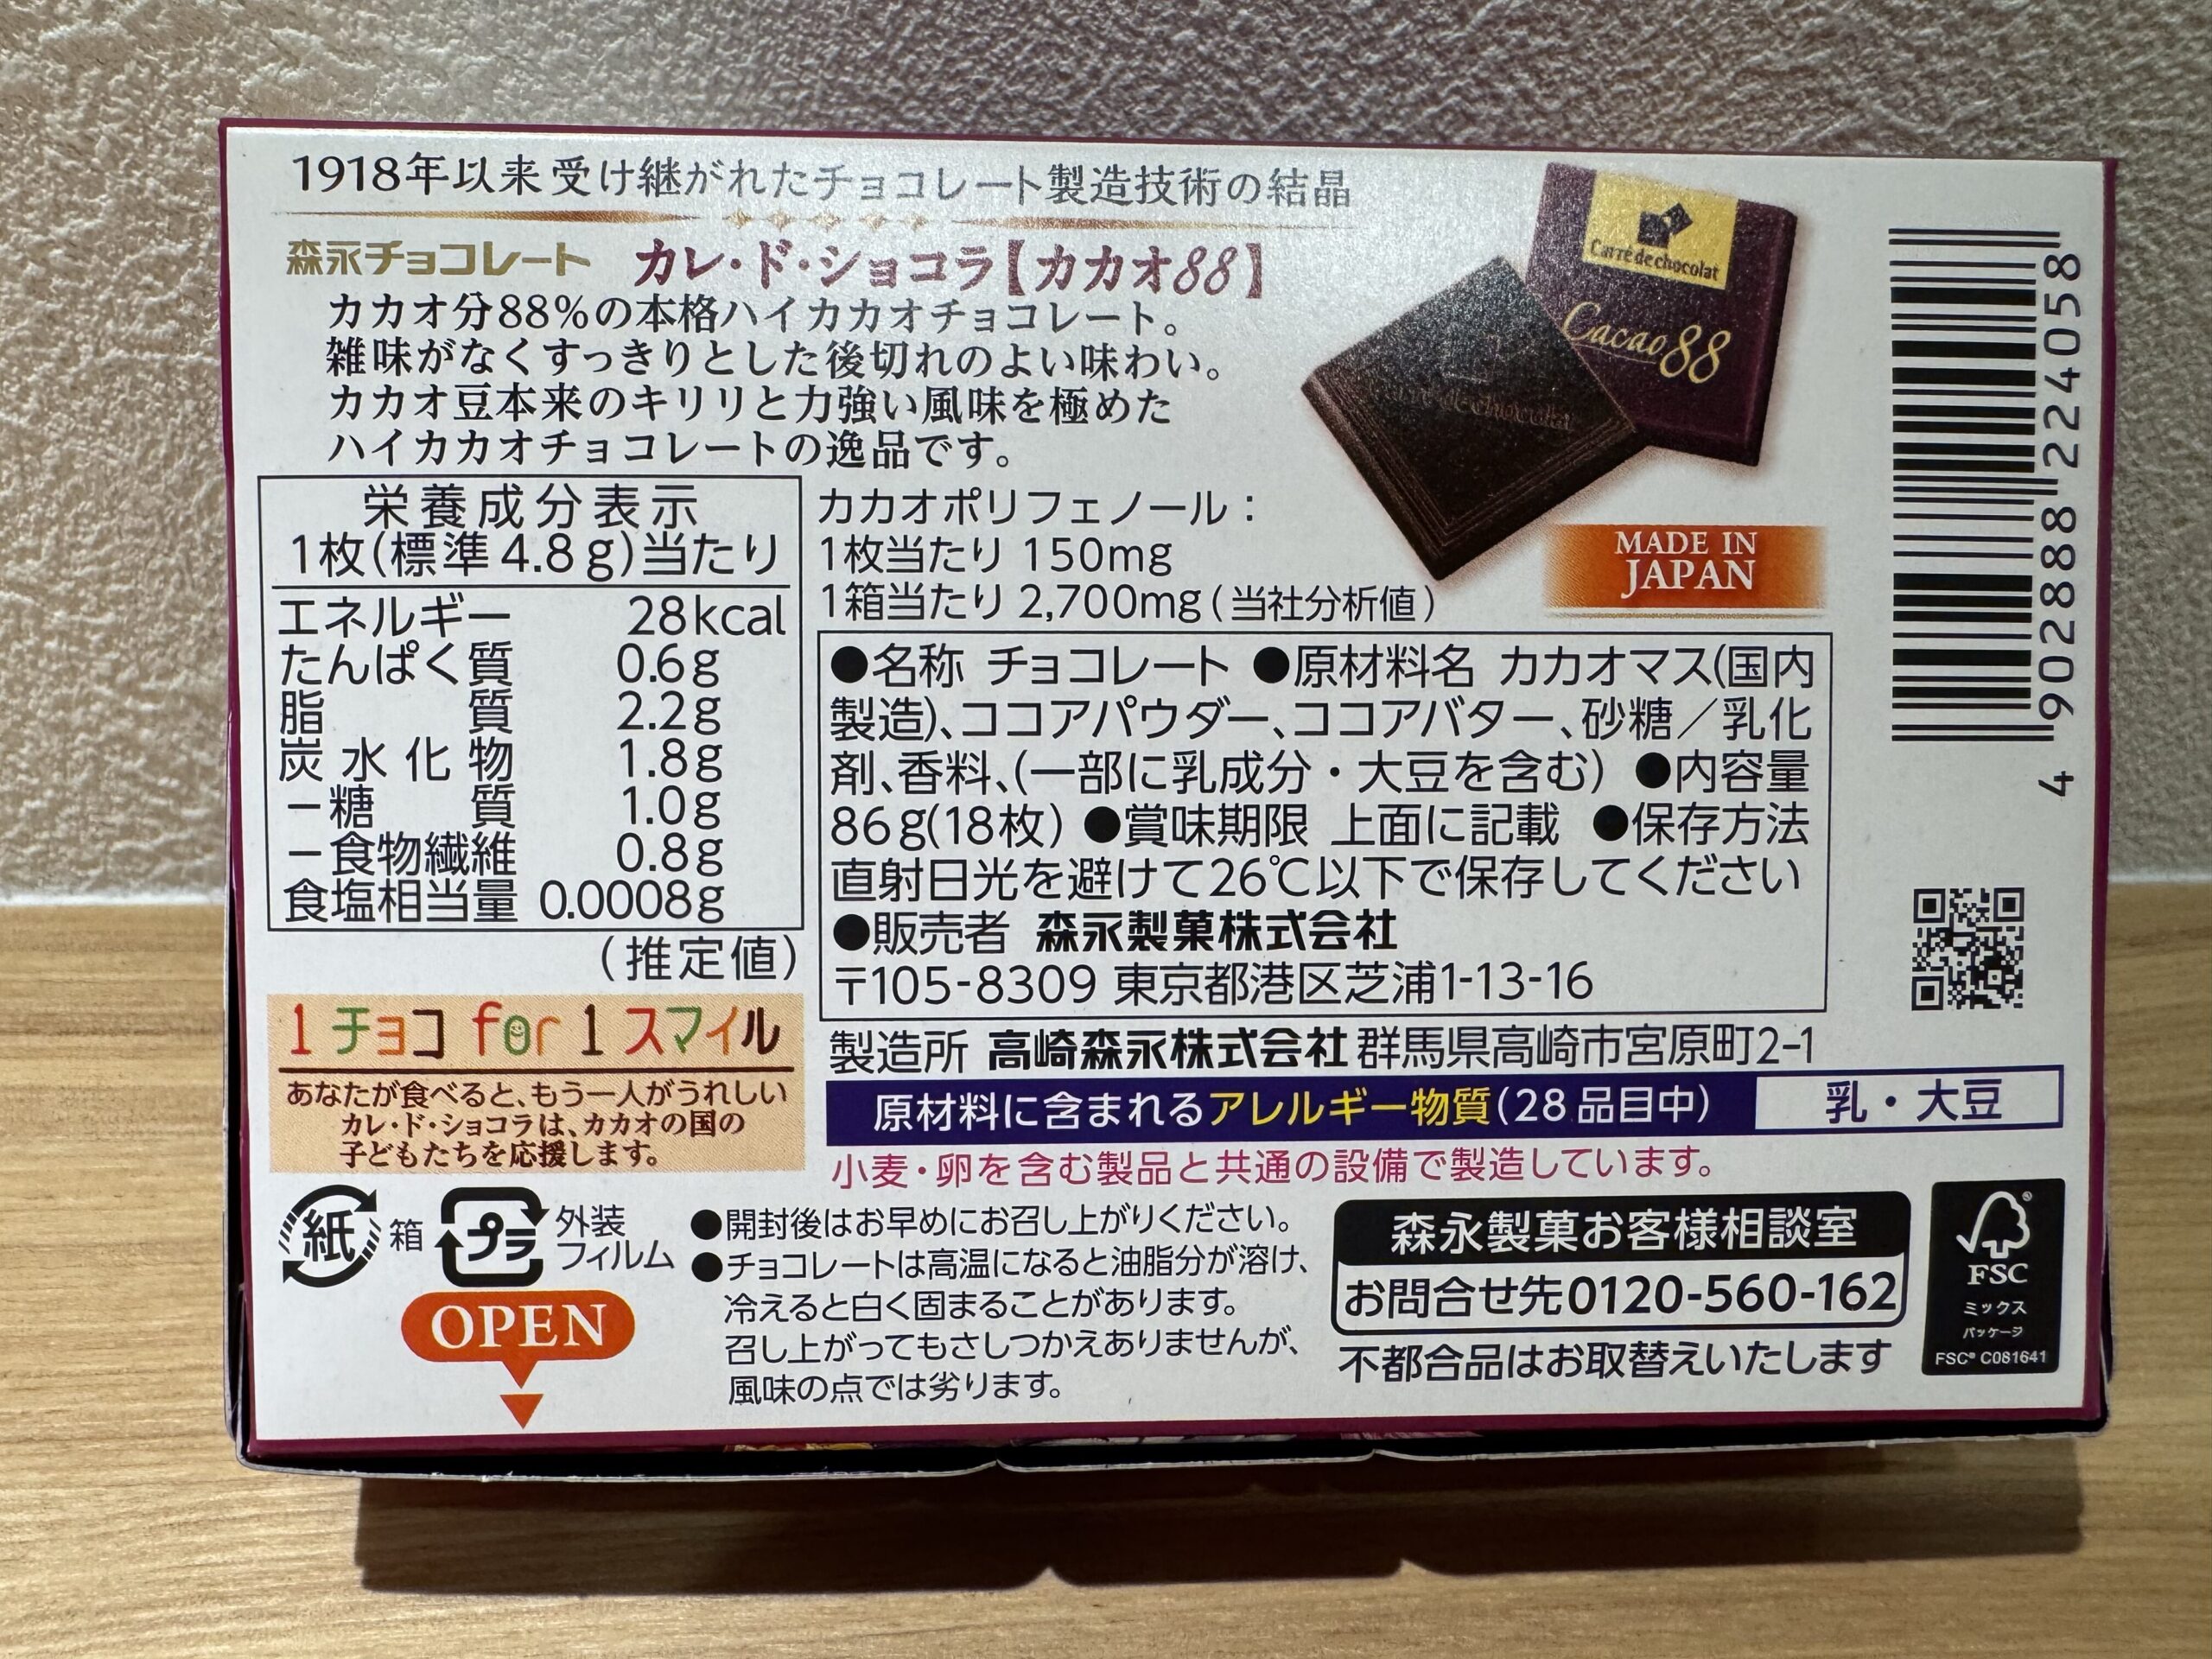 1918年以来受け継がれたチョコレート製造技術の結晶
森永チョコレート カレ・ド・ショコラ【カカオ88】
カカオ分88%の本格ハイカカオチョコレート。
雑味がなくすっきりとした後切れのよい味わい。
カカオ豆本来のキリリと力強い風味を極めた
ハイカカオチョコレートの逸品です。
Carré de chocolat
Cacao 88
Carré de chocolat
MADE IN
JAPAN
4 902888 224058
栄養成分表示
1枚(標準4.8g)当たり
エネルギー 28kcal
たんぱく質 0.6g
脂質 2.2g
炭水化物 1.8g
－糖質 1.0g
－食物繊維 0.8g
食塩相当量 0.0008g
(推定値)
カカオポリフェノール：
1枚当たり 150mg
1箱当たり 2,700mg(当社分析値)
●名称 チョコレート ●原材料名 カカオマス(国内
製造)、ココアパウダー、ココアバター、砂糖／乳化
剤、香料、(一部に乳成分・大豆を含む) ●内容量
86g(18枚) ●賞味期限 上面に記載 ●保存方法
直射日光を避けて26℃以下で保存してください
●販売者 森永製菓株式会社
〒105-8309 東京都港区芝浦1-13-16
製造所 高崎森永株式会社 群馬県高崎市宮原町2-1
原材料に含まれるアレルギー物質(28品目中) 乳・大豆
小麦・卵を含む製品と共通の設備で製造しています。
1チョコ for 1スマイル
あなたが食べると、もう一人がうれしい
カレ・ド・ショコラは、カカオの国の
子どもたちを応援します。
紙 箱 プラ 外装
フィルム
OPEN
●開封後はお早めにお召し上がりください。
●チョコレートは高温になると油脂分が溶け、
冷えると白く固まることがあります。
召し上がってもさしつかえありませんが、
風味の点では劣ります。
森永製菓お客様相談室
お問合せ先0120-560-162
不都合品はお取替えいたします
®
FSC
ミックス
パッケージ
FSC® C081641